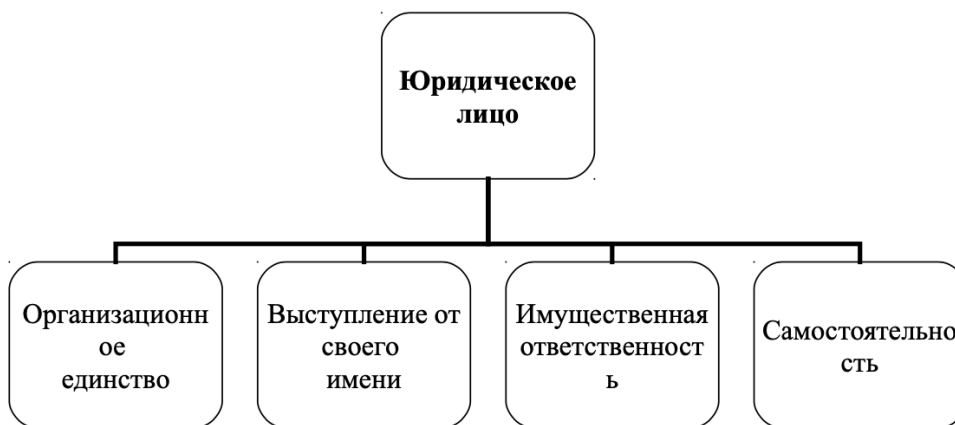 Юридическое
лицо
Организационн
ое
единство
Выступление от
своего
имени
Имущественная
ответственност
ь
Самостоятельно
сть